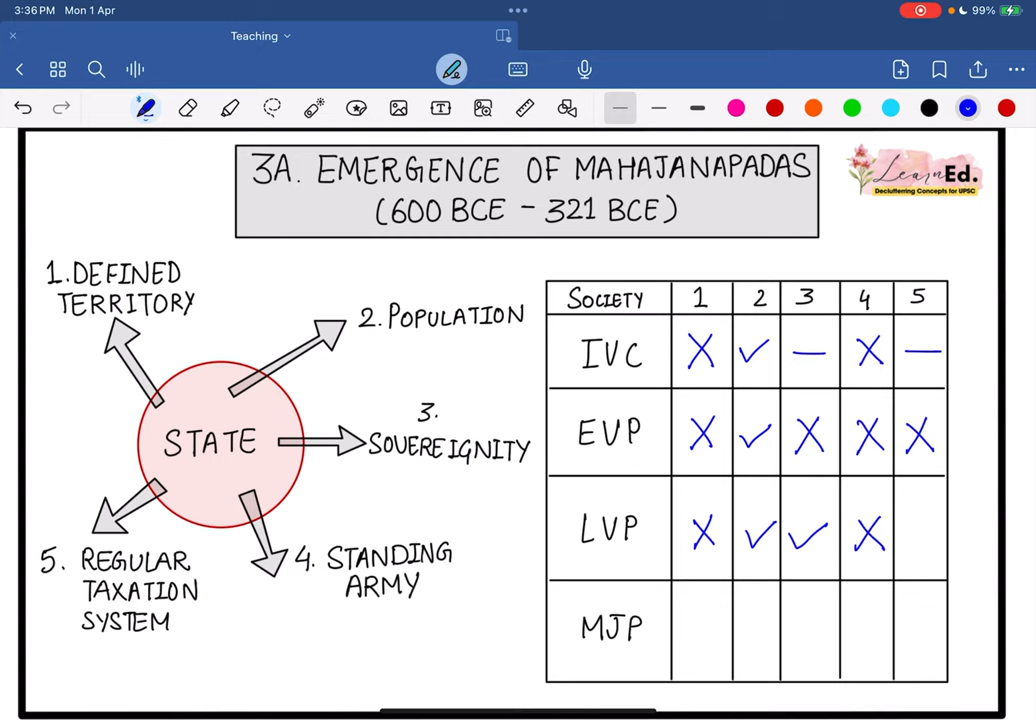 3:36 PM Mon 1 Apr
99%
Teaching
3A. EMERGENCE OF MAHAJANAPADAS
(600 BCE - 321 BCE)
LearnEd.
Decluttering Concepts for UPSC
1. DEFINED
TERRITORY
2. POPULATION
3.
SOVEREIGNITY
STATE
4. STANDING
ARMY
5. REGULAR
TAXATION
SYSTEM
SOCIETY 1 2 3 4 5
IVC X ✓ — X —
EVP X ✓ X X X
LVP X ✓ ✓ X
MJP